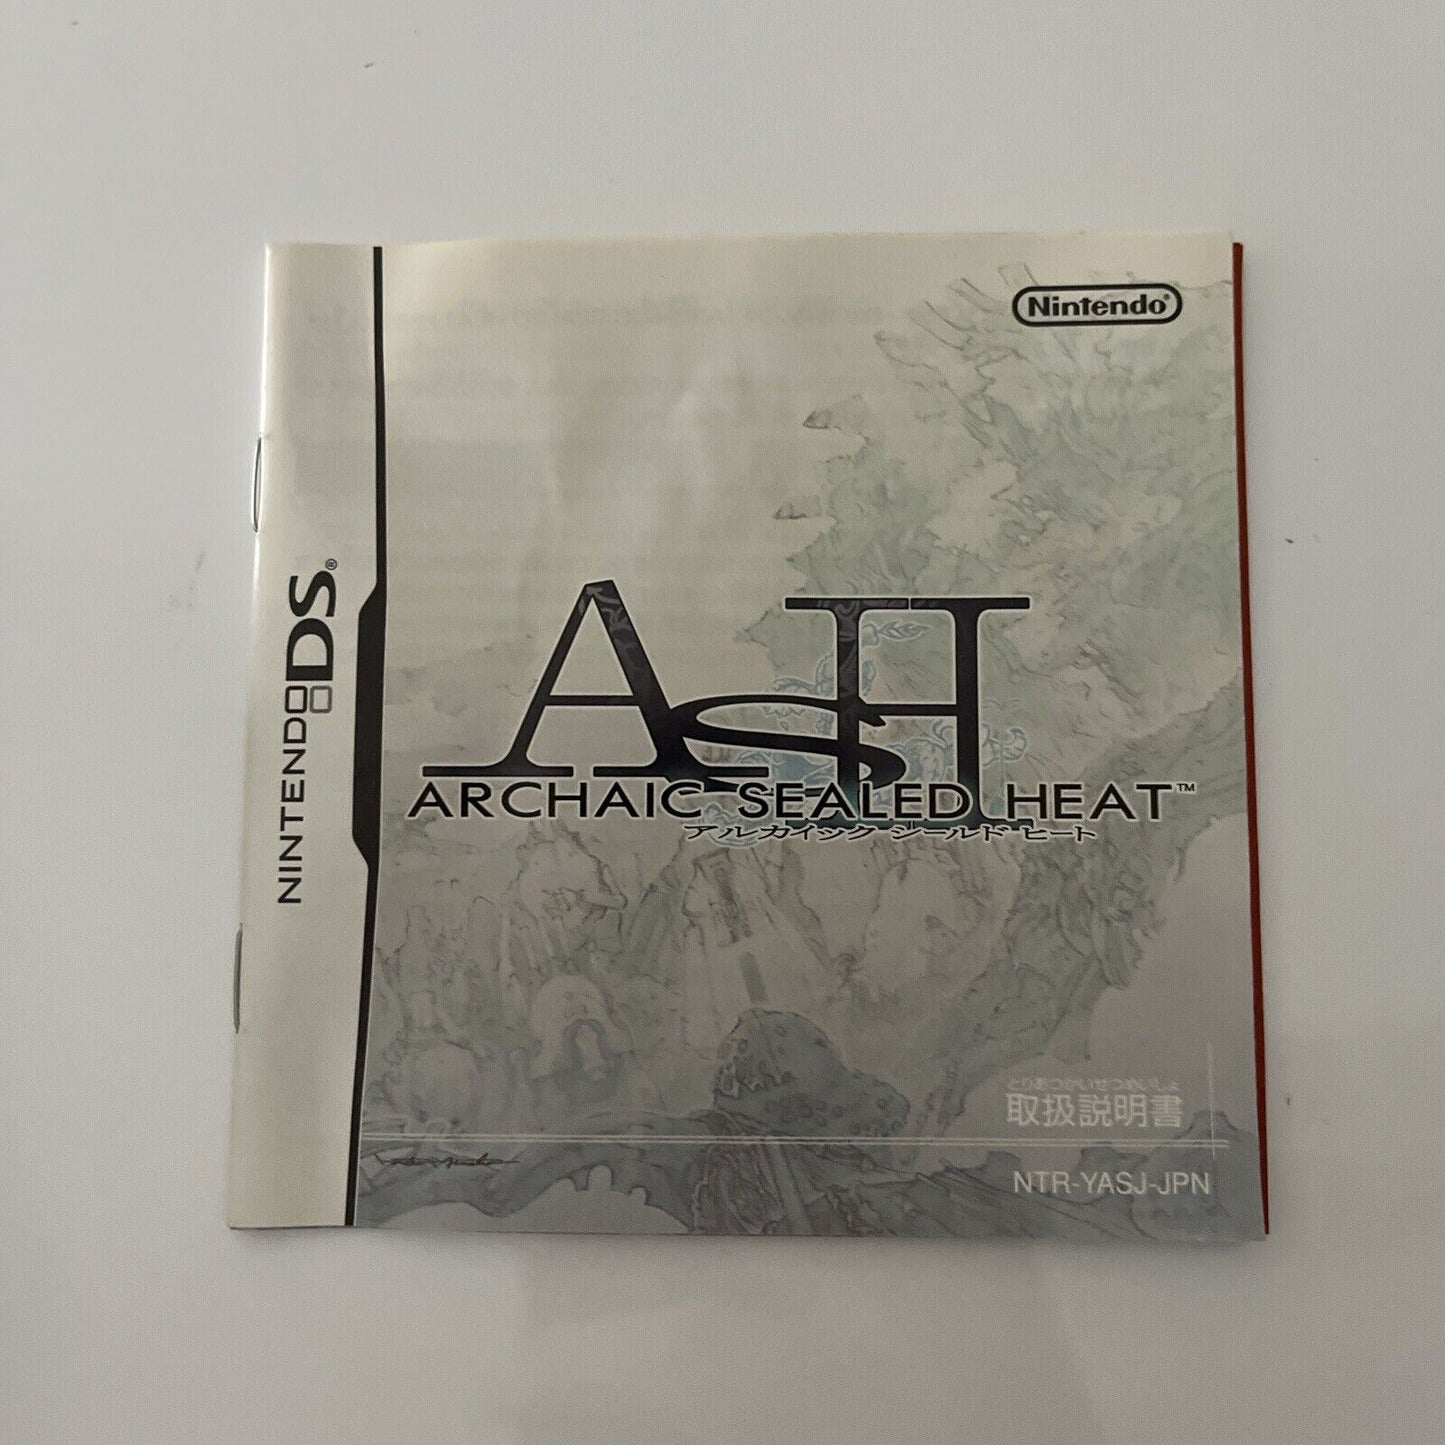 Nintendo®
NINTENDO DS®
ASH
ARCHAIC SEALED HEAT™
アルカイック シールド ヒート
とりあつかいせつめいしょ
取扱説明書
NTR-YASJ-JPN